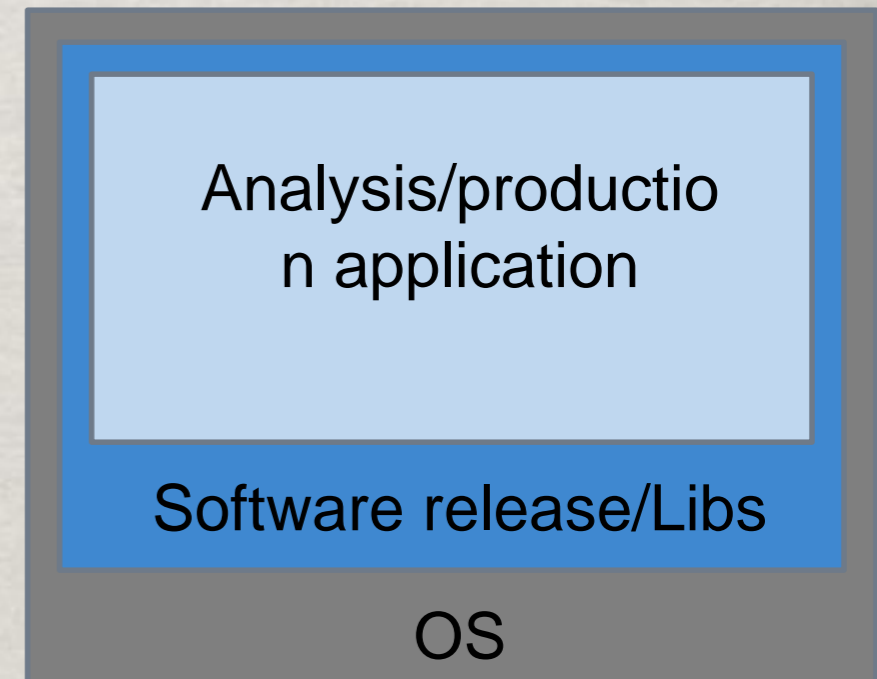 Analysis/productio
n application
Software release/Libs
OS